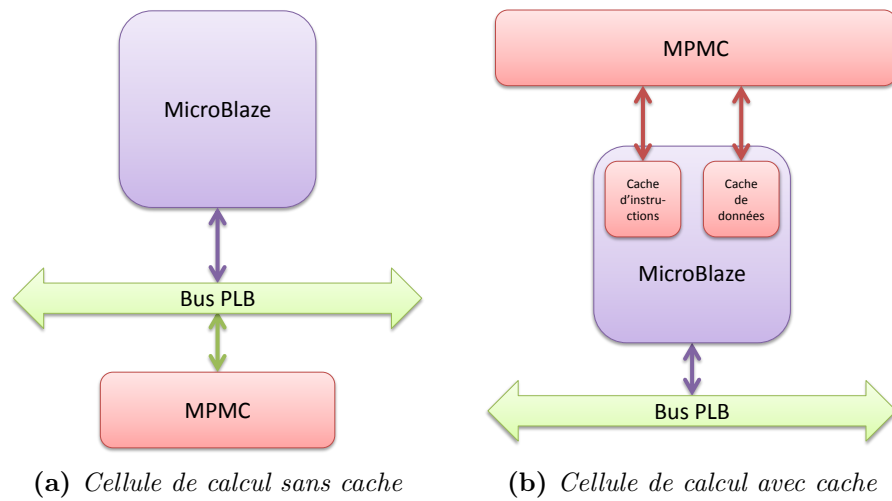 MicroBlaze
Bus PLB
MPMC
(a) Cellule de calcul sans cache
MPMC
Cache
d'instru-
ctions
Cache
de
données
MicroBlaze
Bus PLB
(b) Cellule de calcul avec cache